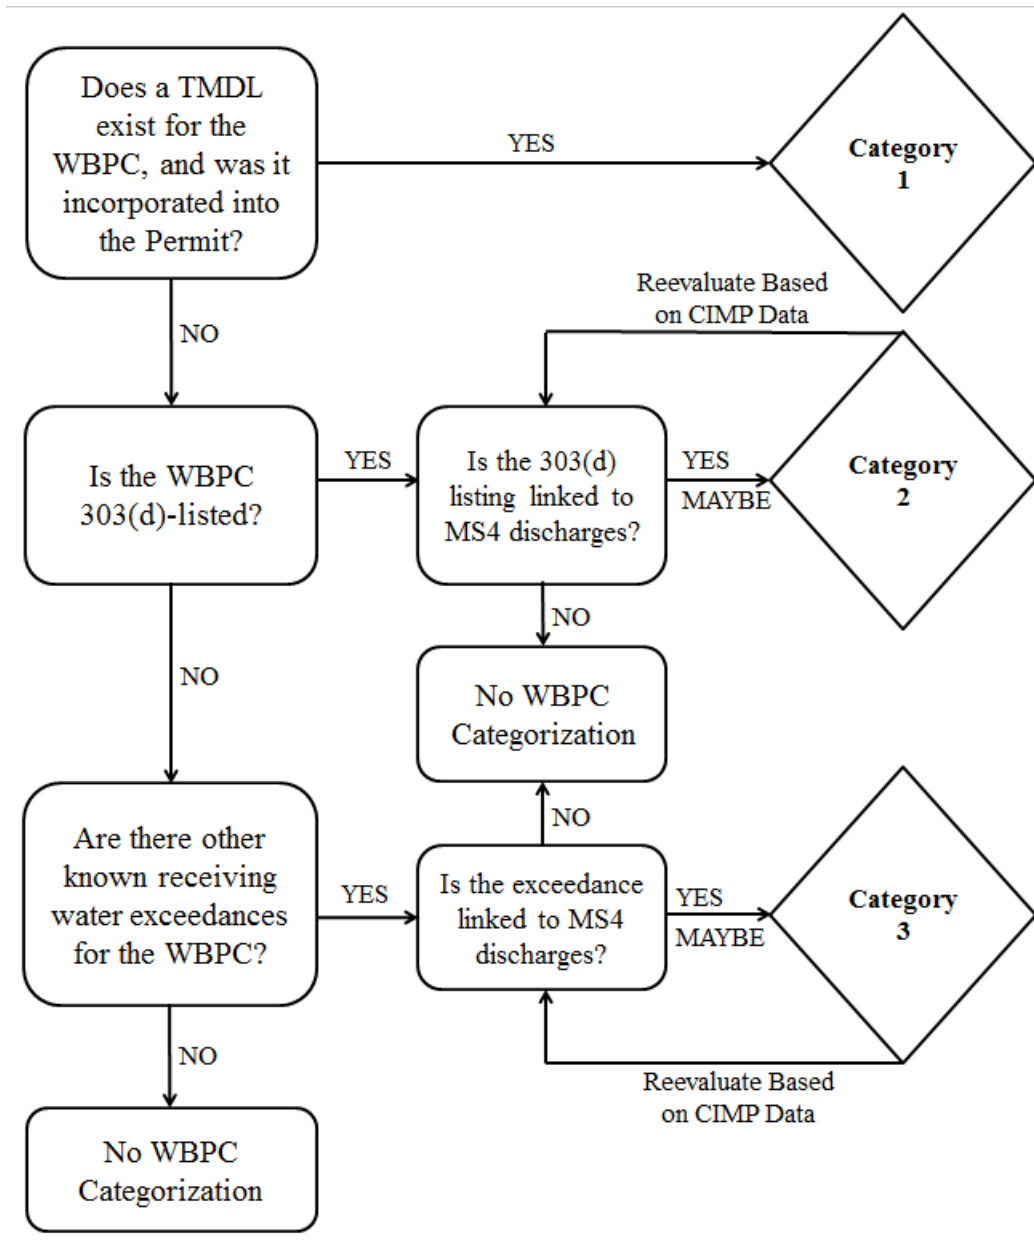 Does a TMDL
exist for the
WBPC, and was it
incorporated into
the Permit?
YES
Category
1
NO
Reevaluate Based
on CIMP Data
Is the WBPC
303(d)-listed?
YES
Is the 303(d)
listing linked to
MS4 discharges?
YES
MAYBE
Category
2
NO
NO
No WBPC
Categorization
NO
Are there other
known receiving
water exceedances
for the WBPC?
YES
Is the exceedance
linked to MS4
discharges?
YES
MAYBE
Category
3
NO
Reevaluate Based
on CIMP Data
No WBPC
Categorization